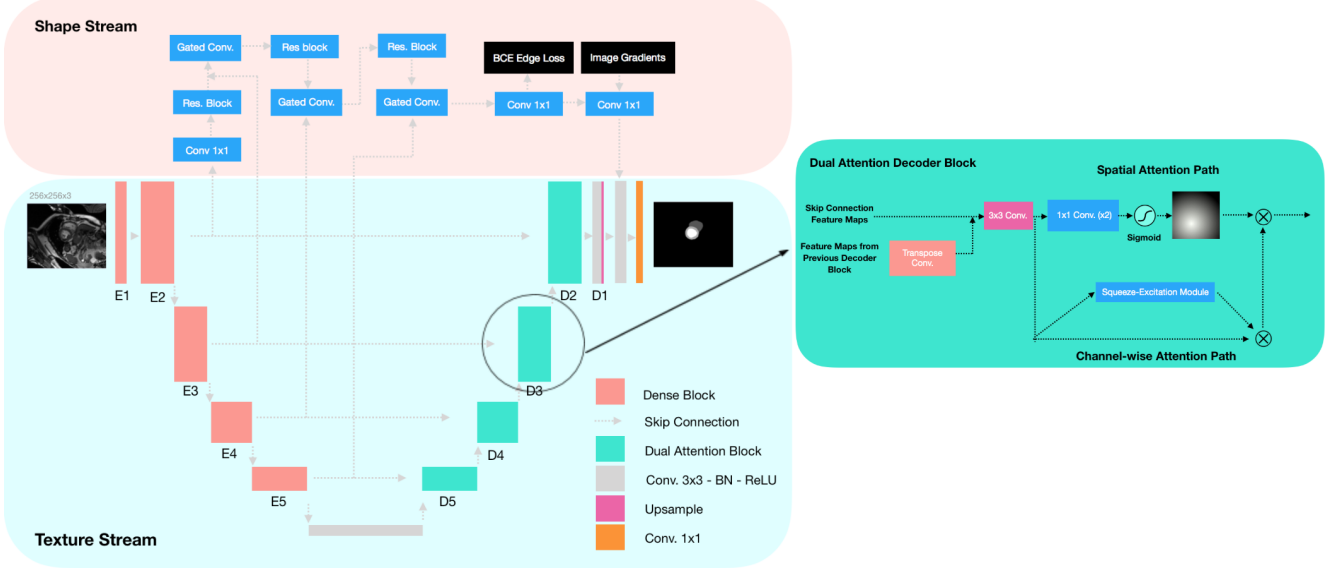 Shape Stream
Gated Conv.
Res block
Res. Block
BCE Edge Loss
Image Gradients
Res. Block
Gated Conv.
Gated Conv.
Conv 1x1
Conv 1x1
Conv 1x1
256x256x3
E1
E2
D2
D1
E3
D3
E4
D4
E5
D5
Dense Block
Skip Connection
Dual Attention Block
Conv. 3x3 - BN - ReLU
Upsample
Conv. 1x1
Texture Stream
Dual Attention Decoder Block
Spatial Attention Path
Skip Connection
Feature Maps
3x3 Conv.
1x1 Conv. (x2)
Sigmoid
Feature Maps from
Previous Decoder
Block
Transpose
Conv.
Squeeze-Excitation Module
Channel-wise Attention Path